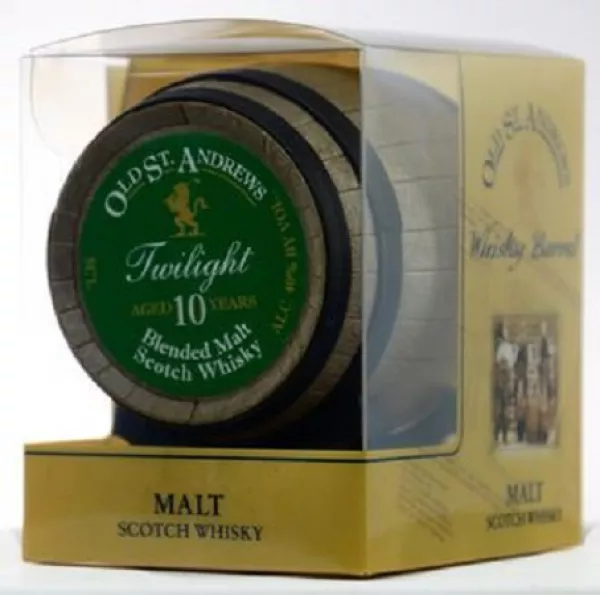 OLD ST. ANDREWS
Twilight
AGED 10 YEARS
Blended Malt
Scotch Whisky
ALC. 40% BY VOL.
5CL
MALT
SCOTCH WHISKY
OLD ST. ANDREWS
Whisky Barrel
MALT
SCOTCH WHISKY